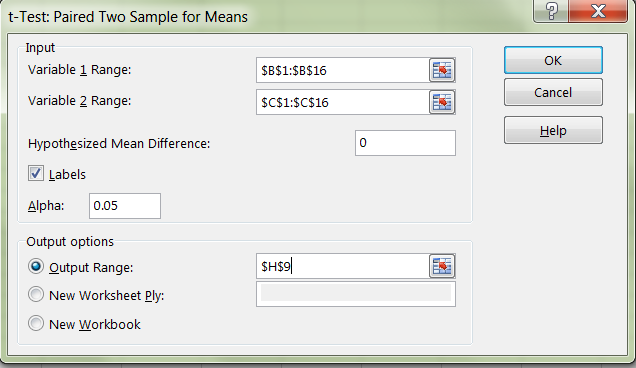 t-Test: Paired Two Sample for Means
?
Input
Variable 1 Range:
$B$1:$B$16
Variable 2 Range:
$C$1:$C$16
Hypothesized Mean Difference:
0
Labels
Alpha:
0.05
Output options
Output Range:
$H$9
New Worksheet Ply:
New Workbook
OK
Cancel
Help